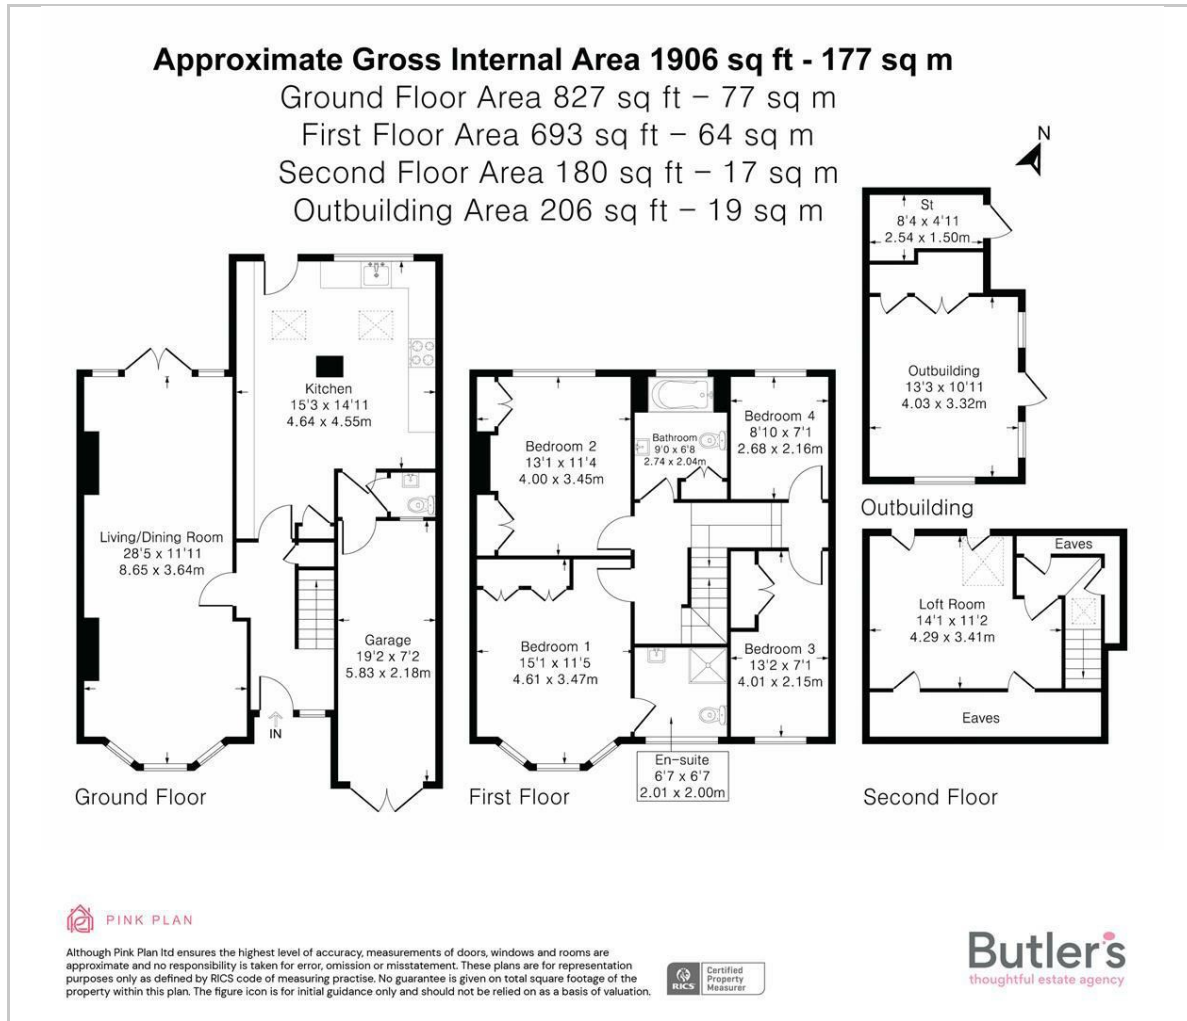 Approximate Gross Internal Area 1906 sq ft - 177 sq m
Ground Floor Area 827 sq ft – 77 sq m
First Floor Area 693 sq ft – 64 sq m
Second Floor Area 180 sq ft – 17 sq m
Outbuilding Area 206 sq ft – 19 sq m
N
St
8'4 x 4'11
2.54 x 1.50m
Outbuilding
13'3 x 10'11
4.03 x 3.32m
Outbuilding
Kitchen
15'3 x 14'11
4.64 x 4.55m
Living/Dining Room
28'5 x 11'11
8.65 x 3.64m
Garage
19'2 x 7'2
5.83 x 2.18m
IN
Ground Floor
Bedroom 2
13'1 x 11'4
4.00 x 3.45m
Bathroom
9'0 x 6'8
2.74 x 2.04m
Bedroom 4
8'10 x 7'1
2.68 x 2.16m
Bedroom 1
15'1 x 11'5
4.61 x 3.47m
Bedroom 3
13'2 x 7'1
4.01 x 2.15m
En-suite
6'7 x 6'7
2.01 x 2.00m
First Floor
Eaves
Loft Room
14'1 x 11'2
4.29 x 3.41m
Eaves
Second Floor
PINK PLAN
Although Pink Plan ltd ensures the highest level of accuracy, measurements of doors, windows and rooms are
approximate and no responsibility is taken for error, omission or misstatement. These plans are for representation
purposes only as defined by RICS code of measuring practise. No guarantee is given on total square footage of the
property within this plan. The figure icon is for initial guidance only and should not be relied on as a basis of valuation.
RICS
Certified
Property
Measurer
Butler's
thoughtful estate agency